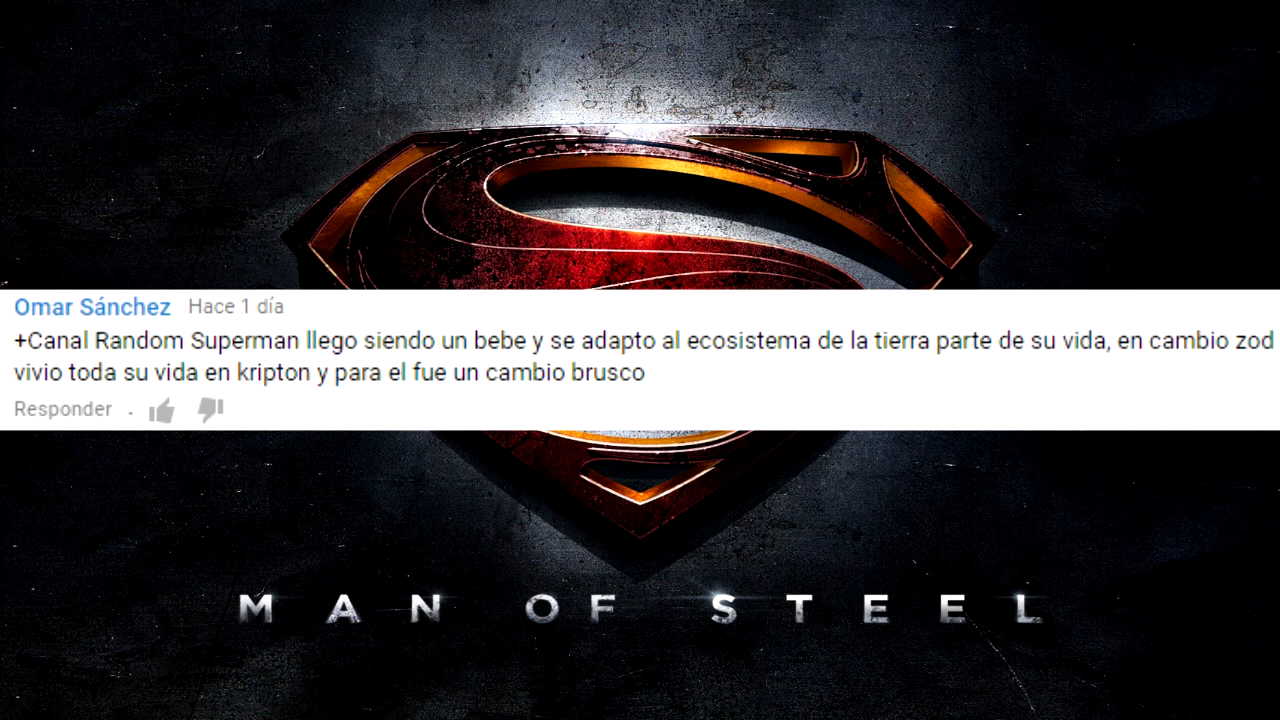 Omar Sánchez Hace 1 día
+Canal Random Superman llego siendo un bebe y se adapto al ecosistema de la tierra parte de su vida, en cambio zod
vivio toda su vida en kripton y para el fue un cambio brusco
Responder .
MAN OF STEEL